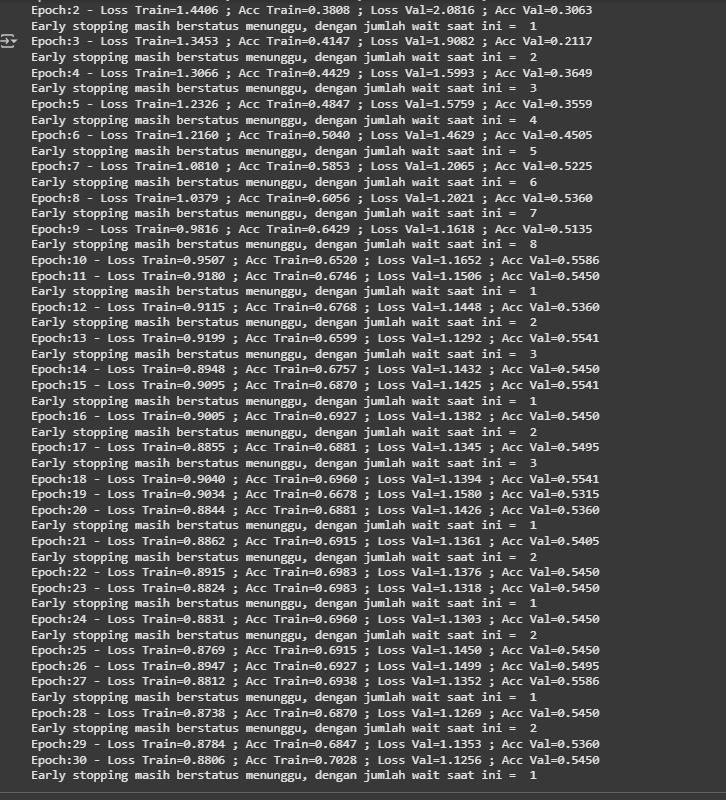 Epoch:2 - Loss Train=1.4406 ; Acc Train=0.3808 ; Loss Val=2.0816 ; Acc Val=0.3063
Early stopping masih berstatus menunggu, dengan jumlah wait saat ini =  1
Epoch:3 - Loss Train=1.3453 ; Acc Train=0.4147 ; Loss Val=1.9082 ; Acc Val=0.2117
Early stopping masih berstatus menunggu, dengan jumlah wait saat ini =  2
Epoch:4 - Loss Train=1.3066 ; Acc Train=0.4429 ; Loss Val=1.5993 ; Acc Val=0.3649
Early stopping masih berstatus menunggu, dengan jumlah wait saat ini =  3
Epoch:5 - Loss Train=1.2326 ; Acc Train=0.4847 ; Loss Val=1.5759 ; Acc Val=0.3559
Early stopping masih berstatus menunggu, dengan jumlah wait saat ini =  4
Epoch:6 - Loss Train=1.2160 ; Acc Train=0.5040 ; Loss Val=1.4629 ; Acc Val=0.4505
Early stopping masih berstatus menunggu, dengan jumlah wait saat ini =  5
Epoch:7 - Loss Train=1.0810 ; Acc Train=0.5853 ; Loss Val=1.2065 ; Acc Val=0.5225
Early stopping masih berstatus menunggu, dengan jumlah wait saat ini =  6
Epoch:8 - Loss Train=1.0379 ; Acc Train=0.6056 ; Loss Val=1.2021 ; Acc Val=0.5360
Early stopping masih berstatus menunggu, dengan jumlah wait saat ini =  7
Epoch:9 - Loss Train=0.9816 ; Acc Train=0.6429 ; Loss Val=1.1618 ; Acc Val=0.5135
Early stopping masih berstatus menunggu, dengan jumlah wait saat ini =  8
Epoch:10 - Loss Train=0.9507 ; Acc Train=0.6520 ; Loss Val=1.1652 ; Acc Val=0.5586
Epoch:11 - Loss Train=0.9180 ; Acc Train=0.6746 ; Loss Val=1.1506 ; Acc Val=0.5450
Early stopping masih berstatus menunggu, dengan jumlah wait saat ini =  1
Epoch:12 - Loss Train=0.9115 ; Acc Train=0.6768 ; Loss Val=1.1448 ; Acc Val=0.5360
Early stopping masih berstatus menunggu, dengan jumlah wait saat ini =  2
Epoch:13 - Loss Train=0.9199 ; Acc Train=0.6599 ; Loss Val=1.1292 ; Acc Val=0.5541
Early stopping masih berstatus menunggu, dengan jumlah wait saat ini =  3
Epoch:14 - Loss Train=0.8948 ; Acc Train=0.6757 ; Loss Val=1.1432 ; Acc Val=0.5450
Epoch:15 - Loss Train=0.9095 ; Acc Train=0.6870 ; Loss Val=1.1425 ; Acc Val=0.5541
Early stopping masih berstatus menunggu, dengan jumlah wait saat ini =  1
Epoch:16 - Loss Train=0.9005 ; Acc Train=0.6927 ; Loss Val=1.1382 ; Acc Val=0.5450
Early stopping masih berstatus menunggu, dengan jumlah wait saat ini =  2
Epoch:17 - Loss Train=0.8855 ; Acc Train=0.6881 ; Loss Val=1.1345 ; Acc Val=0.5495
Early stopping masih berstatus menunggu, dengan jumlah wait saat ini =  3
Epoch:18 - Loss Train=0.9040 ; Acc Train=0.6960 ; Loss Val=1.1394 ; Acc Val=0.5541
Epoch:19 - Loss Train=0.9034 ; Acc Train=0.6678 ; Loss Val=1.1580 ; Acc Val=0.5315
Epoch:20 - Loss Train=0.8844 ; Acc Train=0.6881 ; Loss Val=1.1426 ; Acc Val=0.5360
Early stopping masih berstatus menunggu, dengan jumlah wait saat ini =  1
Epoch:21 - Loss Train=0.8862 ; Acc Train=0.6915 ; Loss Val=1.1361 ; Acc Val=0.5405
Early stopping masih berstatus menunggu, dengan jumlah wait saat ini =  2
Epoch:22 - Loss Train=0.8915 ; Acc Train=0.6983 ; Loss Val=1.1376 ; Acc Val=0.5450
Epoch:23 - Loss Train=0.8824 ; Acc Train=0.6983 ; Loss Val=1.1318 ; Acc Val=0.5450
Early stopping masih berstatus menunggu, dengan jumlah wait saat ini =  1
Epoch:24 - Loss Train=0.8831 ; Acc Train=0.6960 ; Loss Val=1.1303 ; Acc Val=0.5450
Early stopping masih berstatus menunggu, dengan jumlah wait saat ini =  2
Epoch:25 - Loss Train=0.8769 ; Acc Train=0.6915 ; Loss Val=1.1450 ; Acc Val=0.5450
Epoch:26 - Loss Train=0.8947 ; Acc Train=0.6927 ; Loss Val=1.1499 ; Acc Val=0.5495
Epoch:27 - Loss Train=0.8812 ; Acc Train=0.6938 ; Loss Val=1.1352 ; Acc Val=0.5586
Early stopping masih berstatus menunggu, dengan jumlah wait saat ini =  1
Epoch:28 - Loss Train=0.8738 ; Acc Train=0.6870 ; Loss Val=1.1269 ; Acc Val=0.5450
Early stopping masih berstatus menunggu, dengan jumlah wait saat ini =  2
Epoch:29 - Loss Train=0.8784 ; Acc Train=0.6847 ; Loss Val=1.1353 ; Acc Val=0.5360
Epoch:30 - Loss Train=0.8806 ; Acc Train=0.7028 ; Loss Val=1.1256 ; Acc Val=0.5450
Early stopping masih berstatus menunggu, dengan jumlah wait saat ini =  1